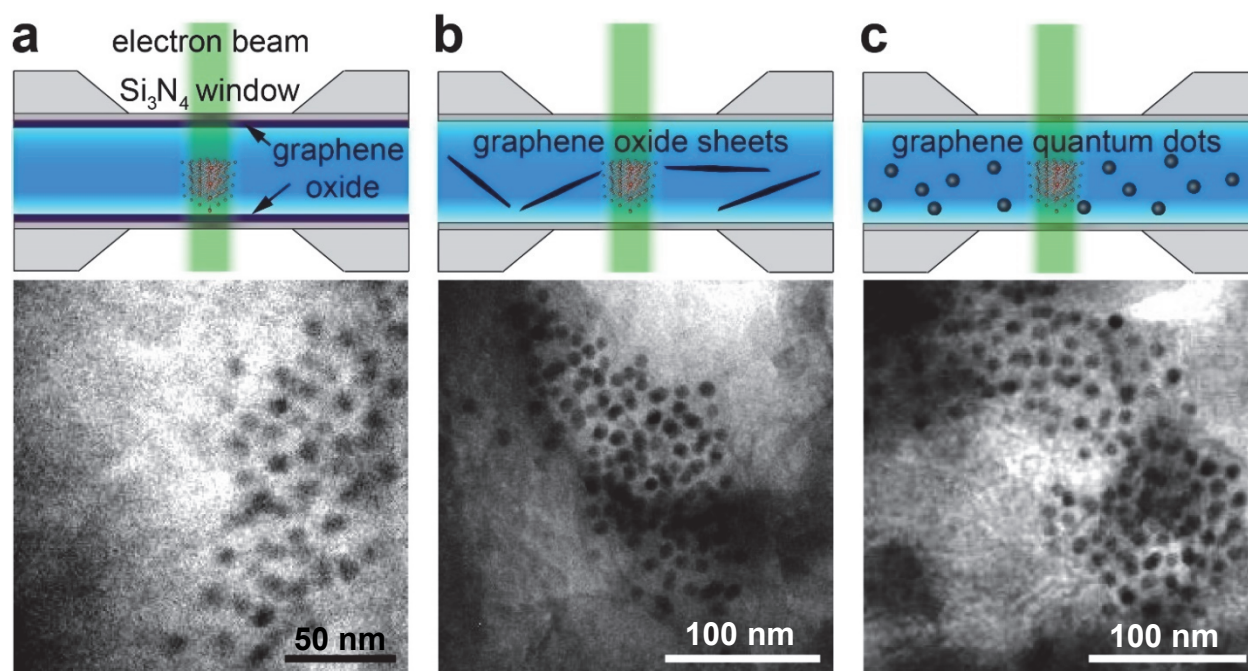 a
electron beam
Si₃N₄ window
graphene
oxide
50 nm
b
graphene oxide sheets
100 nm
c
graphene quantum dots
100 nm